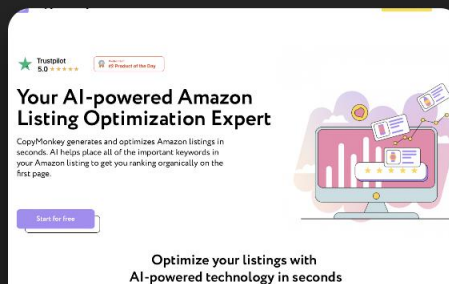 Trustpilot
5.0
#9 Product of the Day
Your AI-powered Amazon
Listing Optimization Expert
CopyMonkey generates and optimizes Amazon listings in
seconds. AI helps place all of the important keywords in
your Amazon listing to get you ranking organically on the
first page.
Start for free
Optimize your listings with
AI-powered technology in seconds